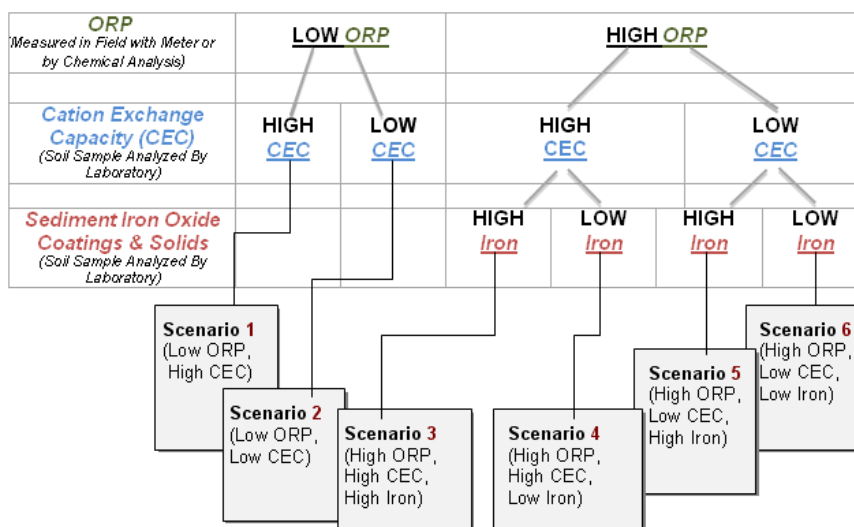 ORP
(Measured in Field with Meter or
by Chemical Analysis)
LOW ORP
HIGH ORP
Cation Exchange
Capacity (CEC)
(Soil Sample Analyzed By
Laboratory)
HIGH
CEC
LOW
CEC
HIGH
CEC
LOW
CEC
Sediment Iron Oxide
Coatings & Solids
(Soil Sample Analyzed By
Laboratory)
HIGH
Iron
LOW
Iron
HIGH
Iron
LOW
Iron
Scenario 1
(Low ORP,
High CEC)
Scenario 2
(Low ORP,
Low CEC)
Scenario 3
(High ORP,
High CEC,
High Iron)
Scenario 4
(High ORP,
High CEC,
Low Iron)
Scenario 5
(High ORP,
Low CEC,
High Iron)
Scenario 6
(High ORP,
Low CEC,
Low Iron)